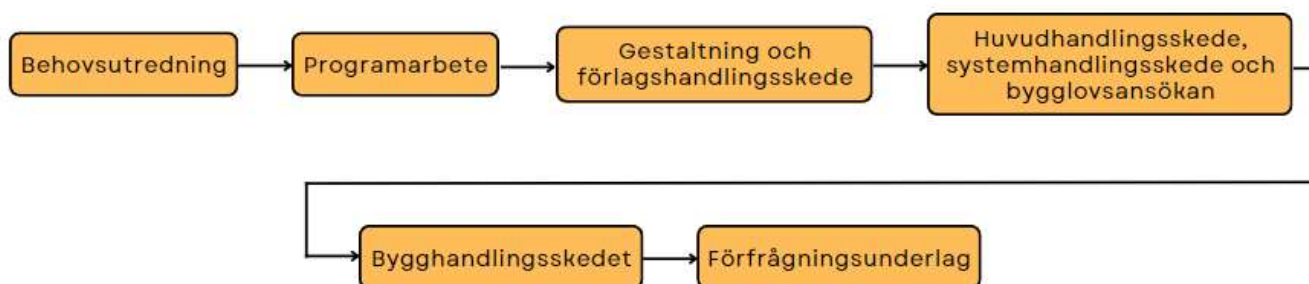 Behovsutredning
Programarbete
Gestaltning och
förlagshandlingsskede
Huvudhandlingsskede,
systemhandlingsskede och
bygglovsansökan
Bygghandlingsskedet
Förfrågningsunderlag